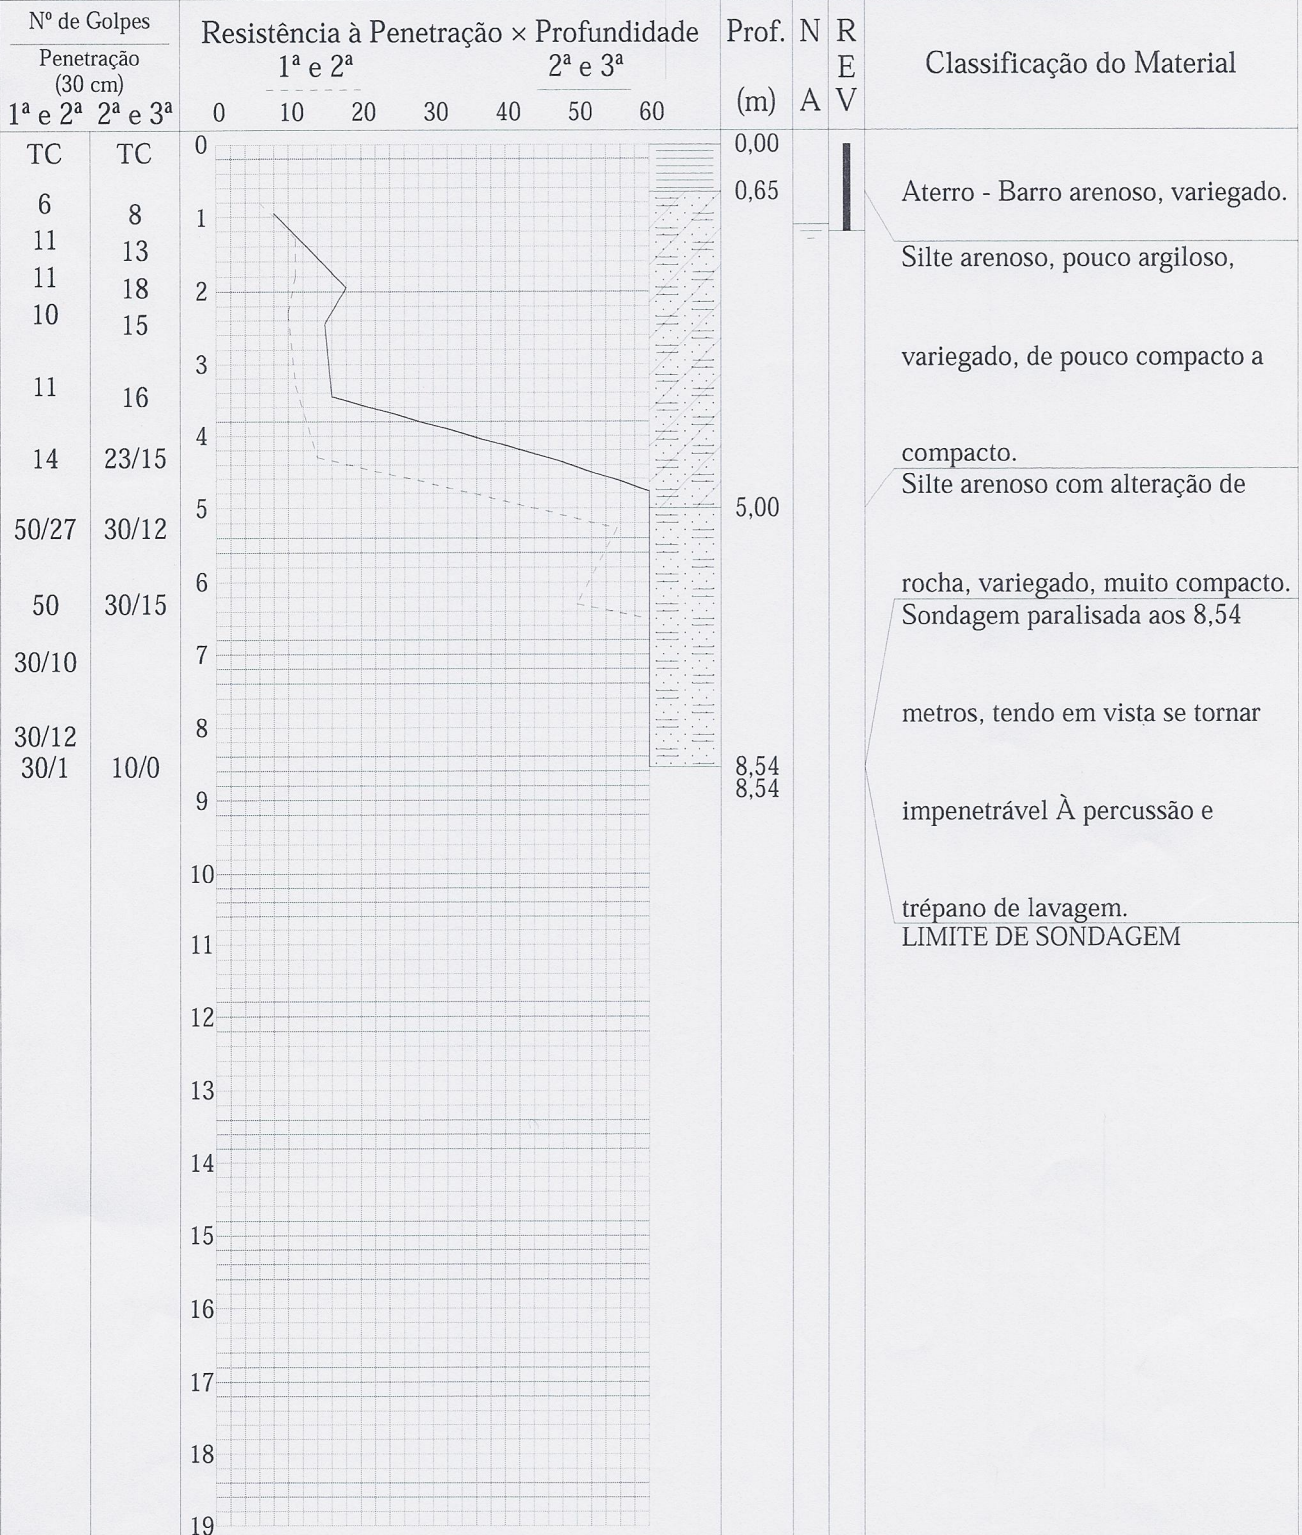 Nº de Golpes
Penetração
(30 cm)
1ª e 2ª 2ª e 3ª
Resistência à Penetração × Profundidade
1ª e 2ª 2ª e 3ª
0 10 20 30 40 50 60
Prof.
(m)
N
A
R
E
V
Classificação do Material
TC TC
6 8
11 13
11 18
10 15
11 16
14 23/15
50/27 30/12
50 30/15
30/10
30/12
30/1 10/0
0
1
2
3
4
5
6
7
8
9
10
11
12
13
14
15
16
17
18
19
0,00
0,65
5,00
8,54
8,54
Aterro - Barro arenoso, variegado.
Silte arenoso, pouco argiloso,
variegado, de pouco compacto a
compacto.
Silte arenoso com alteração de
rocha, variegado, muito compacto.
Sondagem paralisada aos 8,54
metros, tendo em vista se tornar
impenetrável À percussão e
trépano de lavagem.
LIMITE DE SONDAGEM